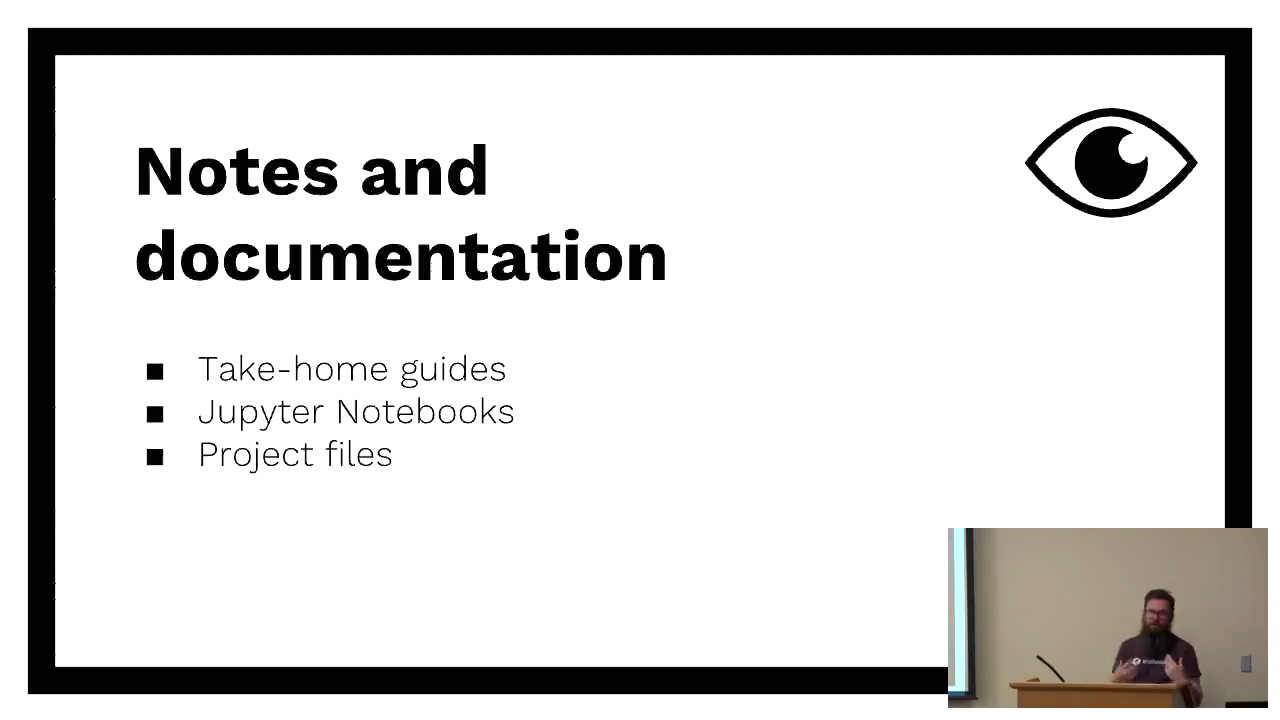 Notes and
documentation
Take-home guides
Jupyter Notebooks
Project files